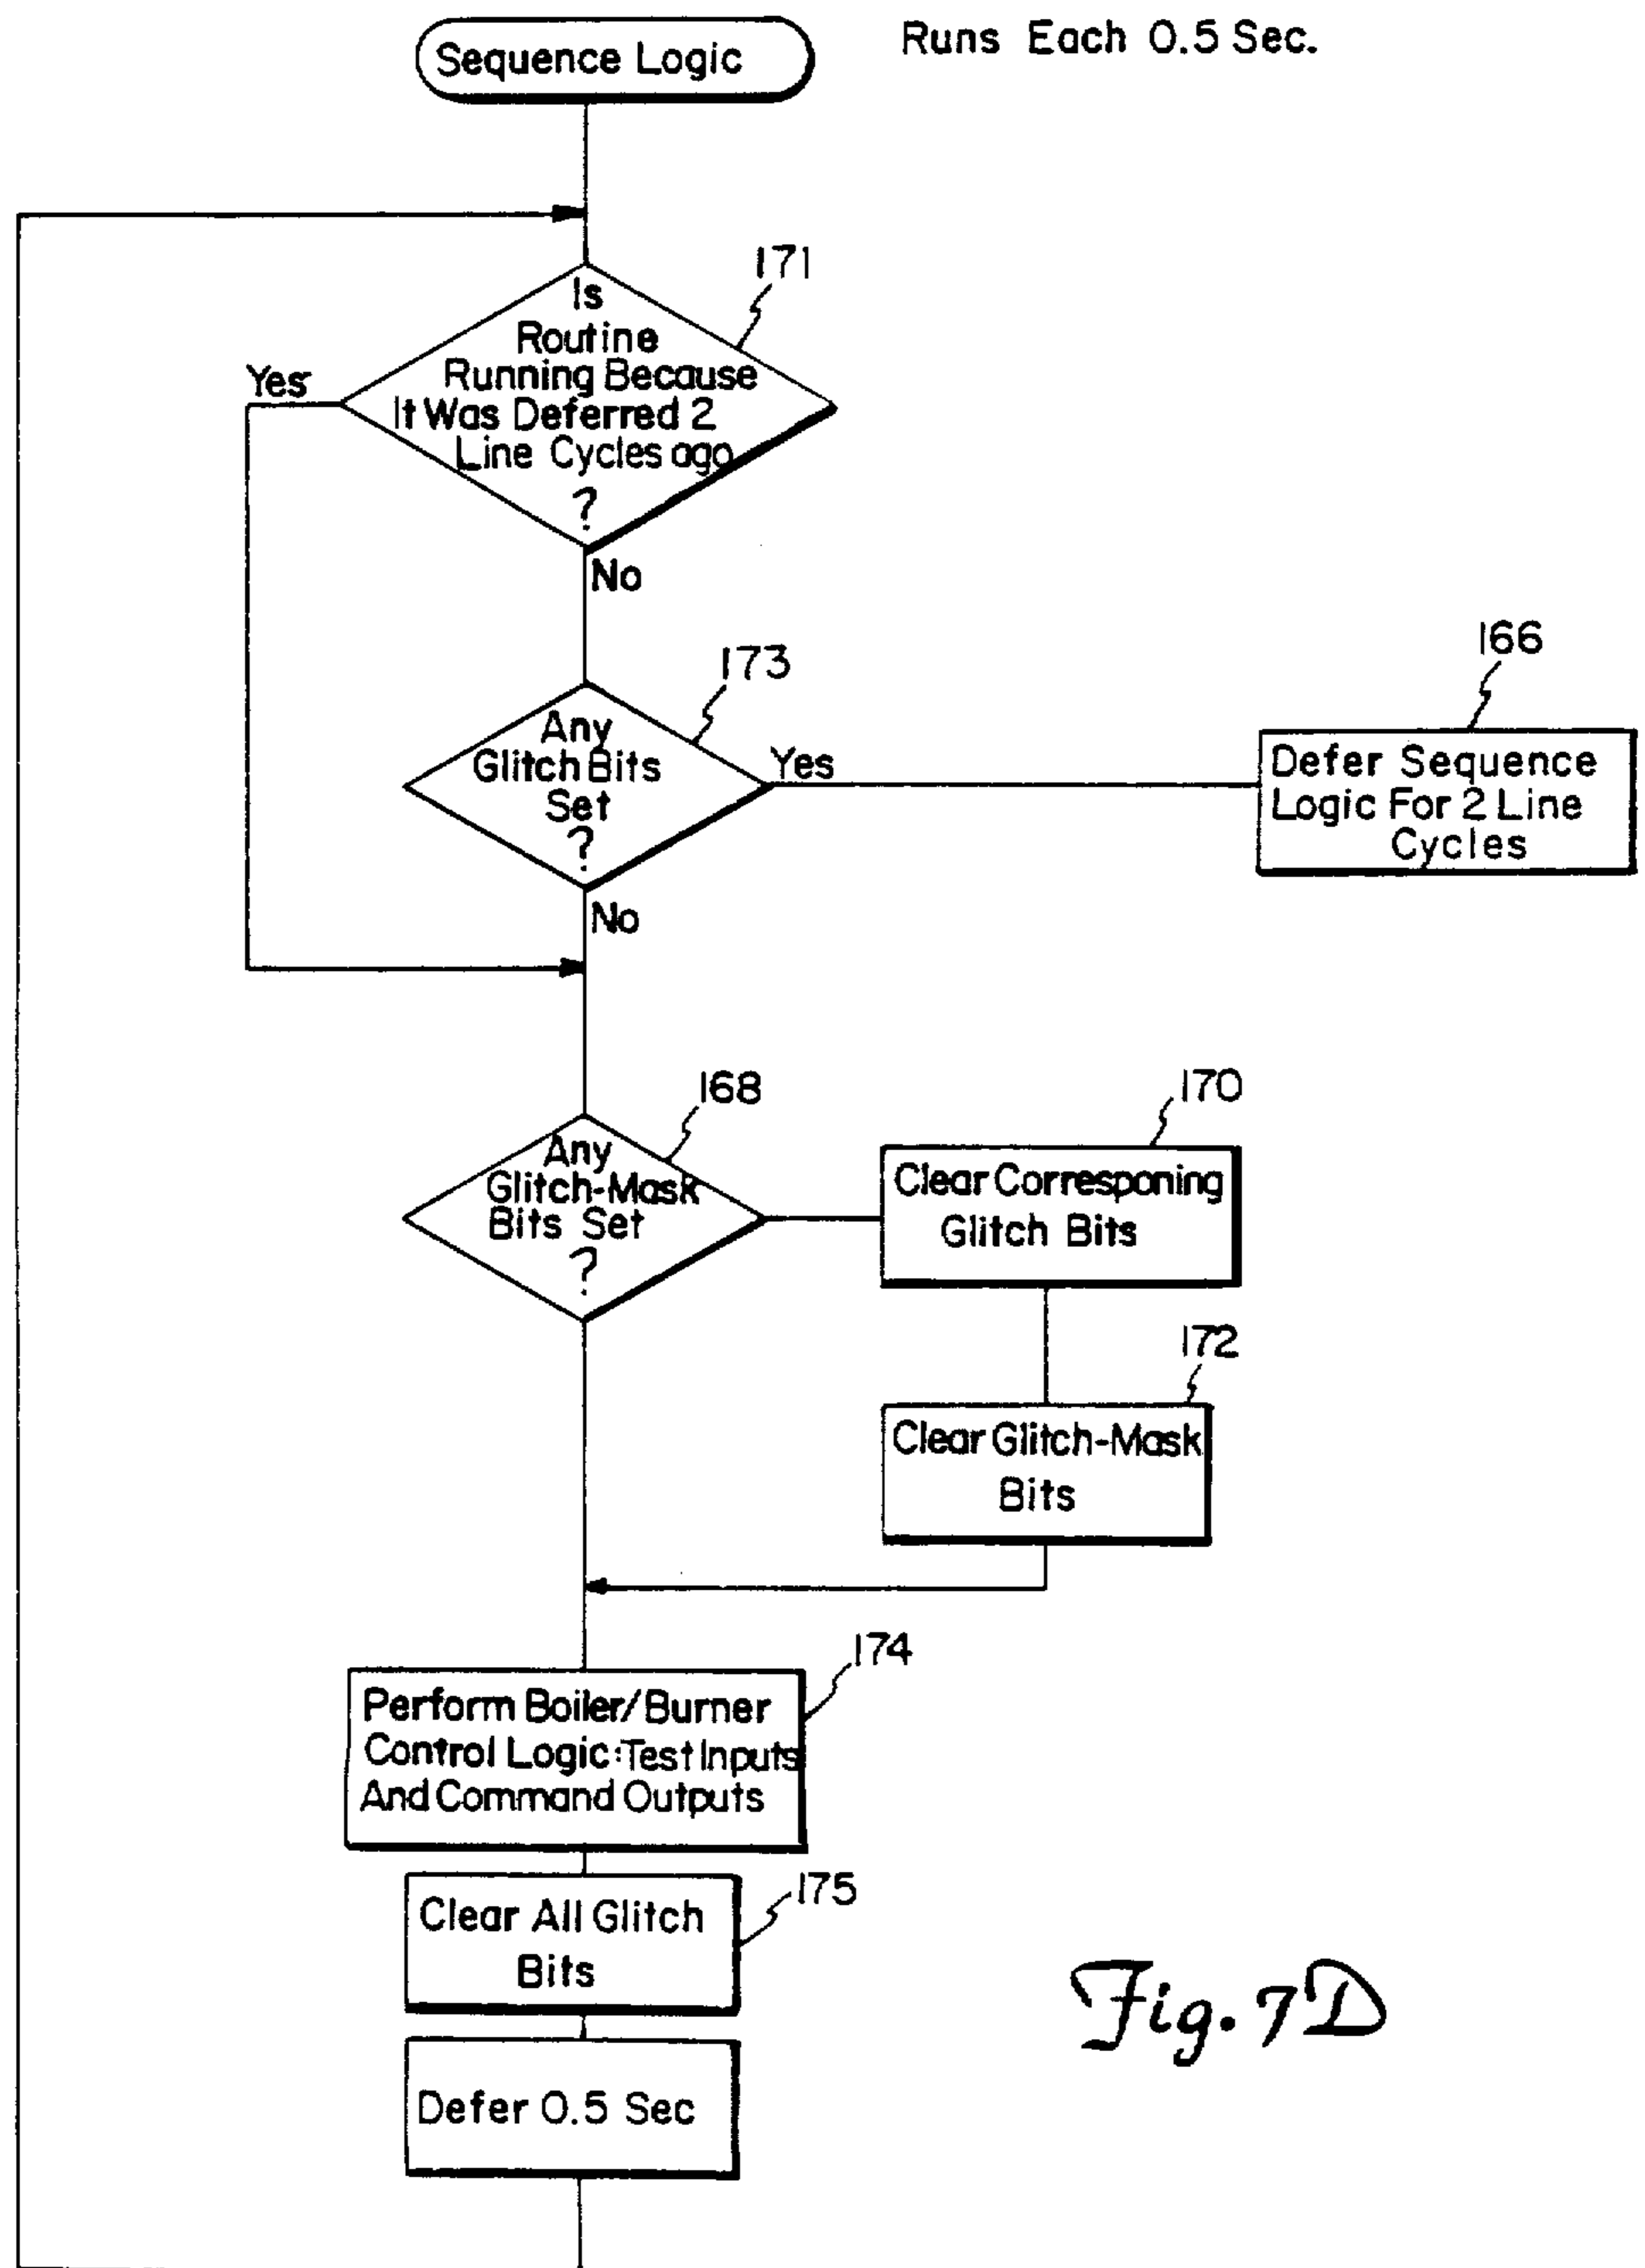 Sequence Logic
Runs Each 0.5 Sec.
171
Is
Routine
Running Because
It Was Deferred 2
Line Cycles ago
?
Yes
No
173
Any
Glitch Bits
Set
?
Yes
No
166
Defer Sequence
Logic For 2 Line
Cycles
168
Any
Glitch-Mask
Bits Set
?
170
Clear Corresponing
Glitch Bits
172
Clear Glitch-Mask
Bits
174
Perform Boiler/Burner
Control Logic:Test Inputs
And Command Outputs
175
Clear All Glitch
Bits
Defer 0.5 Sec
Fig. 7D